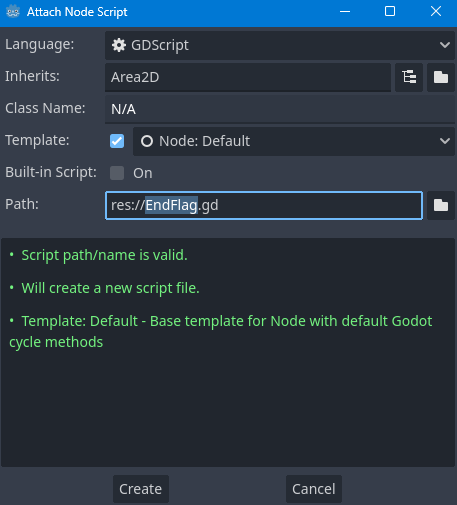 Attach Node Script
Language: GDScript
Inherits: Area2D
Class Name: N/A
Template: Node: Default
Built-in Script: On
Path: res://EndFlag.gd
• Script path/name is valid.
• Will create a new script file.
• Template: Default - Base template for Node with default Godot
cycle methods
Create Cancel